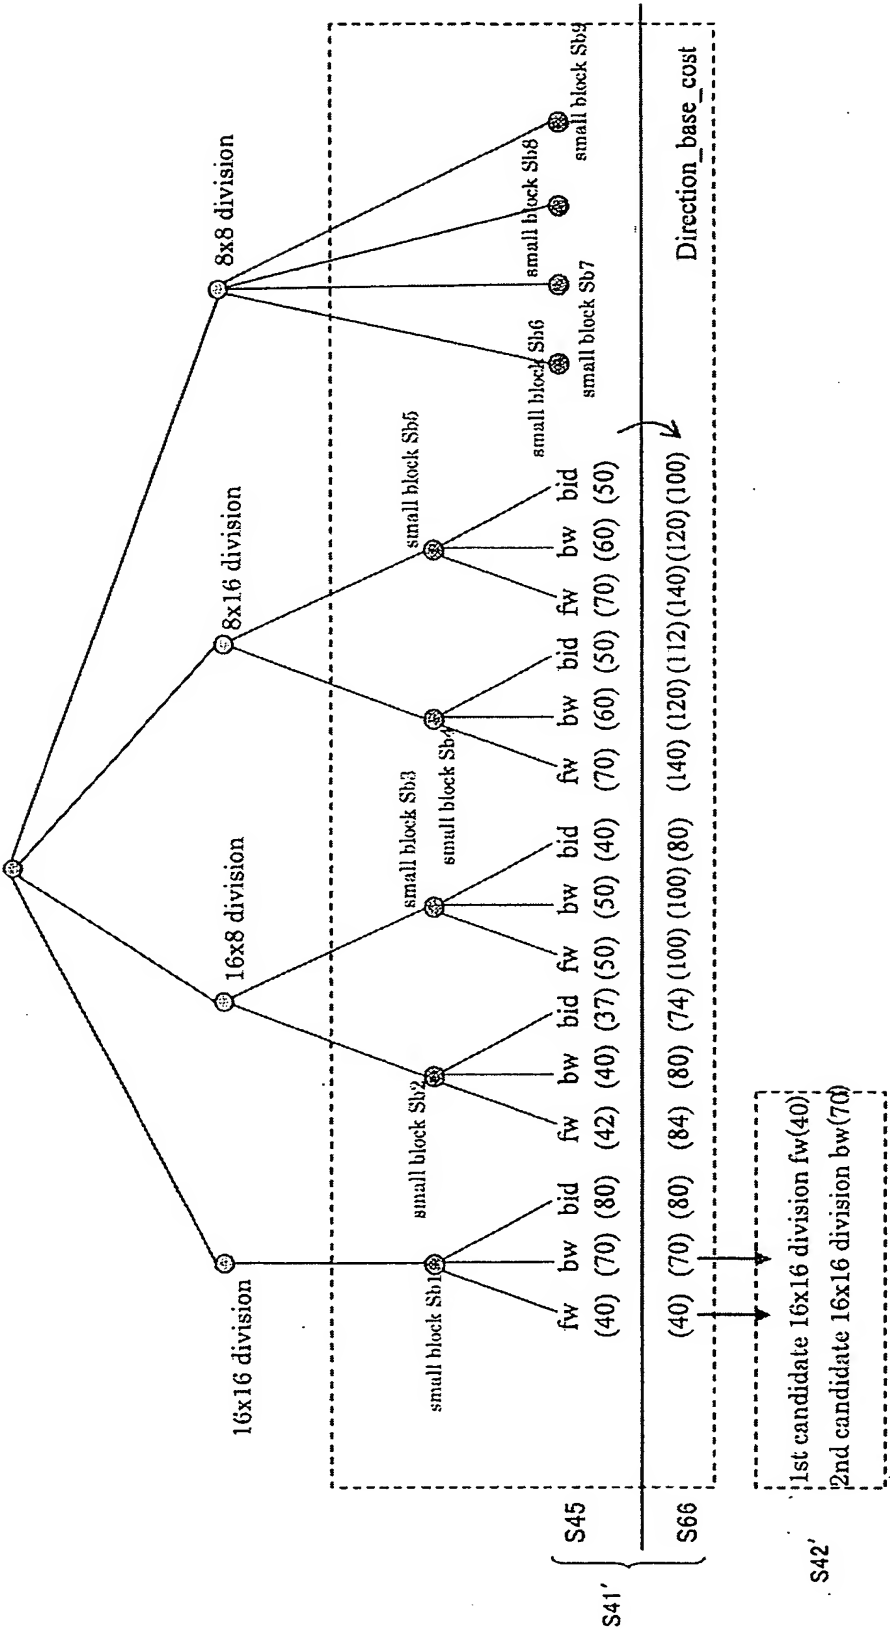 16x16 division
16x8 division
8x16 division
8x8 division
small block Sb1
small block Sb2
small block Sb3
small block Sb4
small block Sb5
small block Sb6
small block Sb7
small block Sb8
small block Sb9
fw bw bid fw bw bid fw bw bid fw bw bid fw bw bid
S45 (40) (70) (80) (42) (40) (37) (50) (50) (40) (70) (60) (50) (70) (60) (50)
S41'
S66 (40) (70) (80) (84) (80) (74) (100) (100) (80) (140) (120) (112) (140) (120) (100) Direction_base_cost
S42'
1st candidate 16x16 division fw(40)
2nd candidate 16x16 division bw(70)